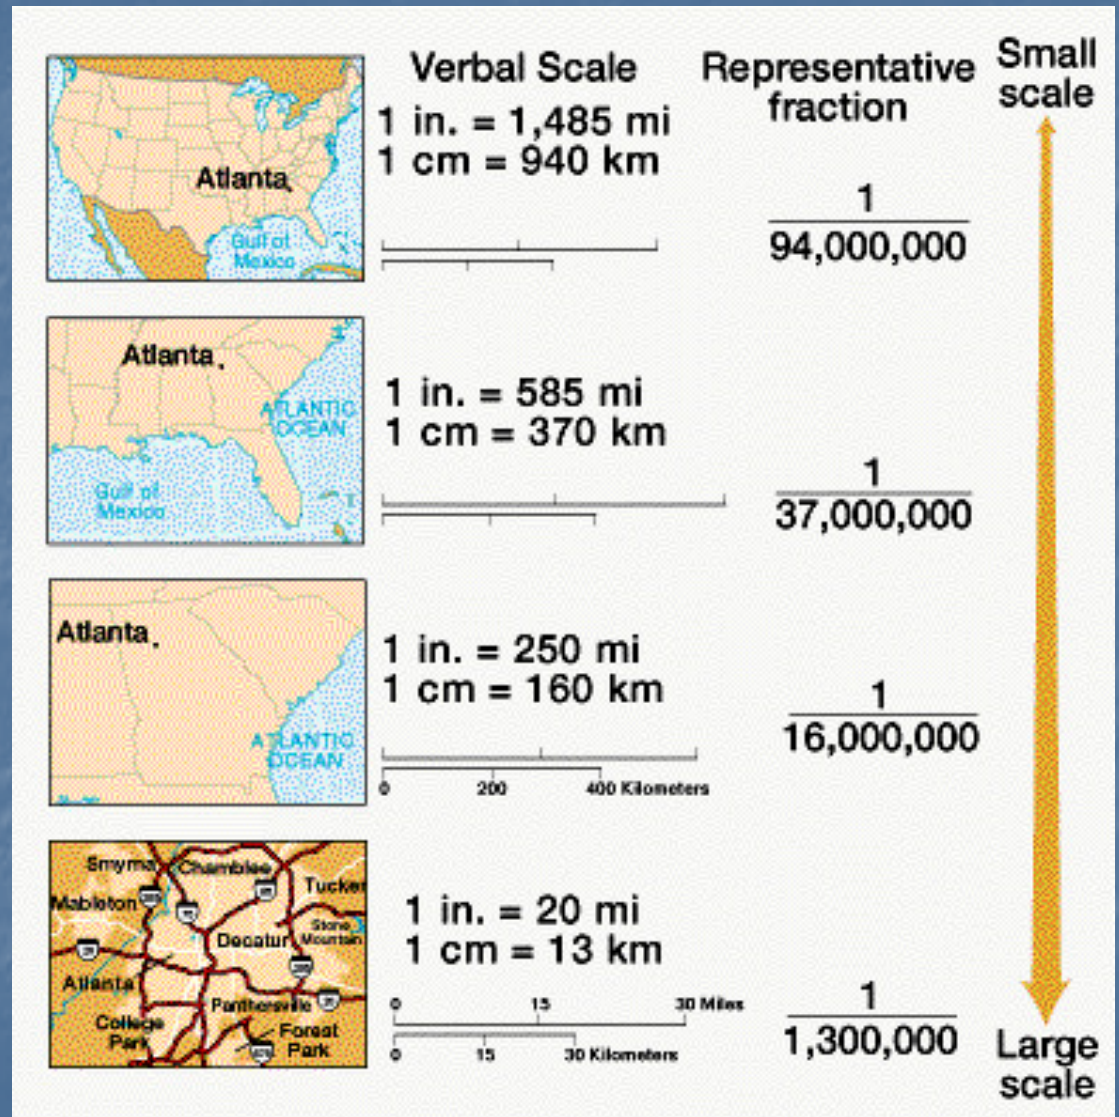 Verbal Scale
Representative
fraction
Small
scale
Atlanta
Gulf of
Mexico
1 in. = 1,485 mi
1 cm = 940 km
1
94,000,000
Atlanta
ATLANTIC
OCEAN
Gulf of
Mexico
1 in. = 585 mi
1 cm = 370 km
1
37,000,000
Atlanta
ATLANTIC
OCEAN
1 in. = 250 mi
1 cm = 160 km
0 200 400 Kilometers
1
16,000,000
Smyrna
Chamblee
Tucker
Mableton
Decatur
Stone
Mountain
Atlanta
Panthersville
College
Park
Forest
Park
1 in. = 20 mi
1 cm = 13 km
0 15 30 Miles
0 15 30 Kilometers
1
1,300,000
Large
scale